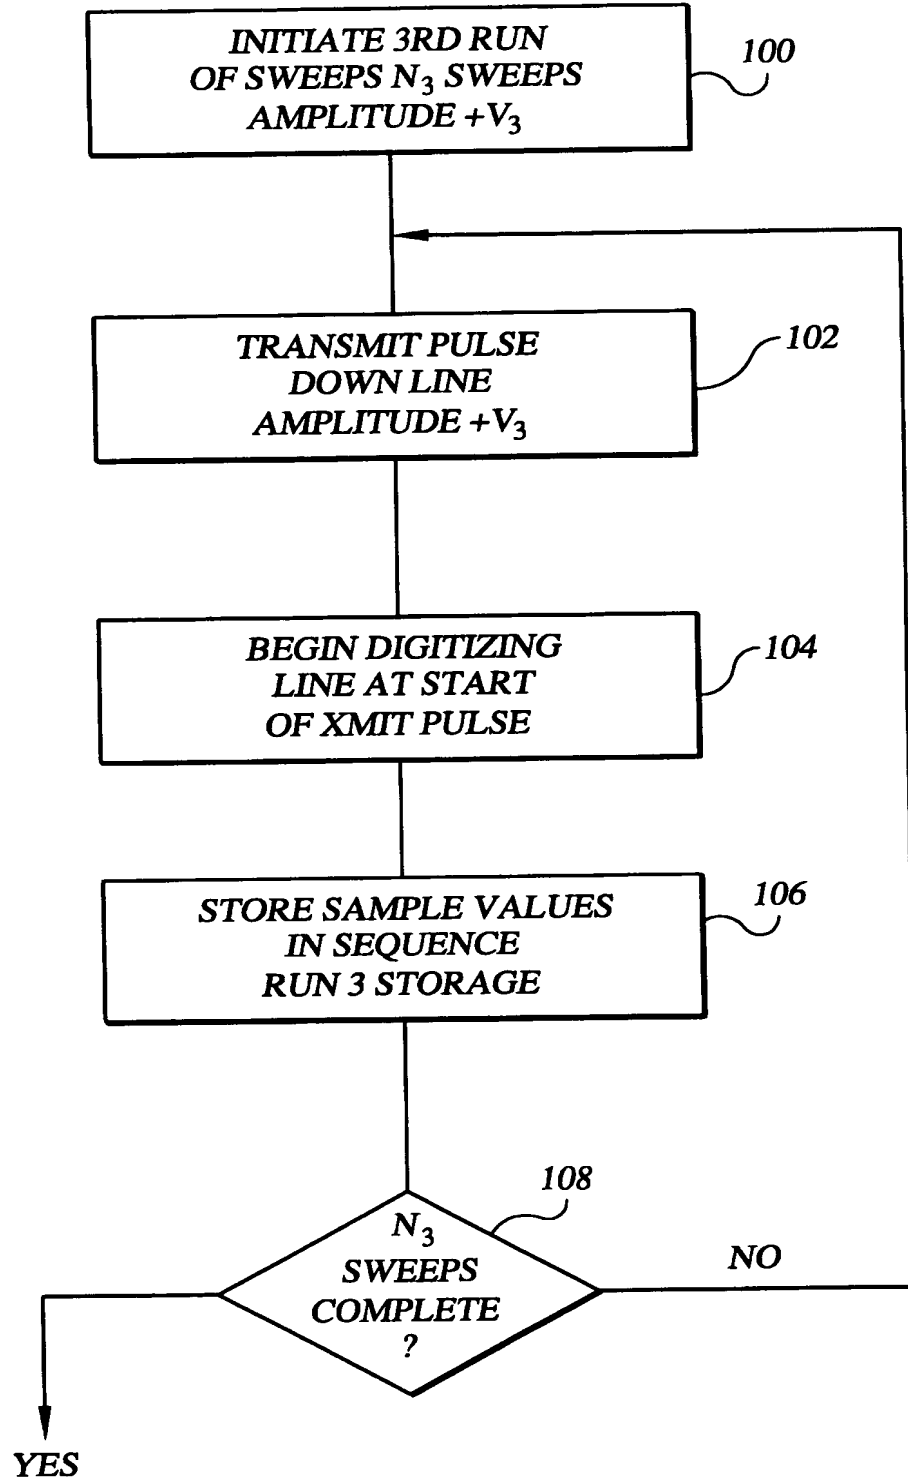 INITIATE 3RD RUN
OF SWEEPS N₃ SWEEPS
AMPLITUDE +V₃
100
TRANSMIT PULSE
DOWN LINE
AMPLITUDE +V₃
102
BEGIN DIGITIZING
LINE AT START
OF XMIT PULSE
104
STORE SAMPLE VALUES
IN SEQUENCE
RUN 3 STORAGE
106
N₃
SWEEPS
COMPLETE
?
108
NO
YES